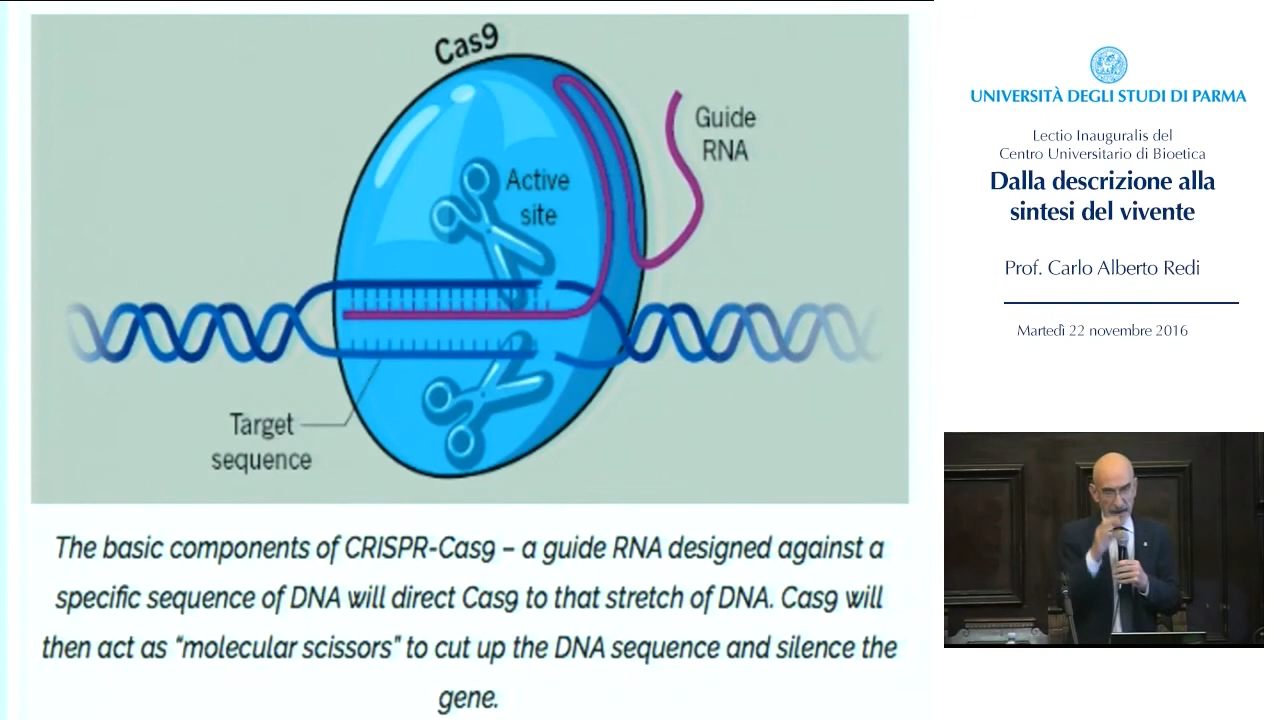 Cas9
Guide
RNA
Active
site
Target
sequence
The basic components of CRISPR-Cas9 – a guide RNA designed against a
specific sequence of DNA will direct Cas9 to that stretch of DNA. Cas9 will
then act as “molecular scissors” to cut up the DNA sequence and silence the
gene.
UNIVERSITÀ DEGLI STUDI DI PARMA
Lectio Inauguralis del
Centro Universitario di Bioetica
Dalla descrizione alla
sintesi del vivente
Prof. Carlo Alberto Redi
Martedì 22 novembre 2016